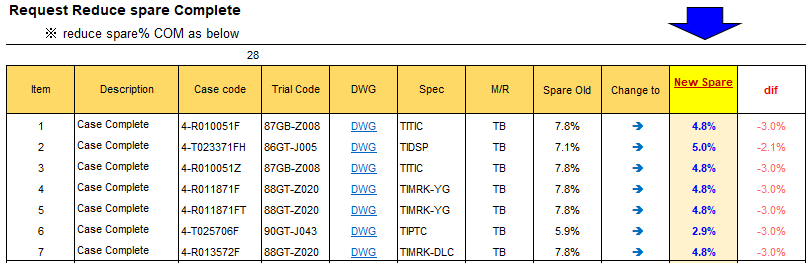 Request Reduce spare Complete
※ reduce spare% COM as below
28
Item Description Case code Trial Code DWG Spec M/R Spare Old Change to New Spare dif
1 Case Complete 4-R010051F 87GB-Z008 DWG TITIC TB 7.8% ➔ 4.8% -3.0%
2 Case Complete 4-T023371FH 86GT-J005 DWG TIDSP TB 7.1% ➔ 5.0% -2.1%
3 Case Complete 4-R010051Z 87GB-Z008 DWG TITIC TB 7.8% ➔ 4.8% -3.0%
4 Case Complete 4-R011871F 88GT-Z020 DWG TIMRK-YG TB 7.8% ➔ 4.8% -3.0%
5 Case Complete 4-R011871FT 88GT-Z020 DWG TIMRK-YG TB 7.8% ➔ 4.8% -3.0%
6 Case Complete 4-T025706F 90GT-J043 DWG TIPTC TB 5.9% ➔ 2.9% -3.0%
7 Case Complete 4-R013572F 88GT-Z020 DWG TIMRK-DLC TB 7.8% ➔ 4.8% -3.0%